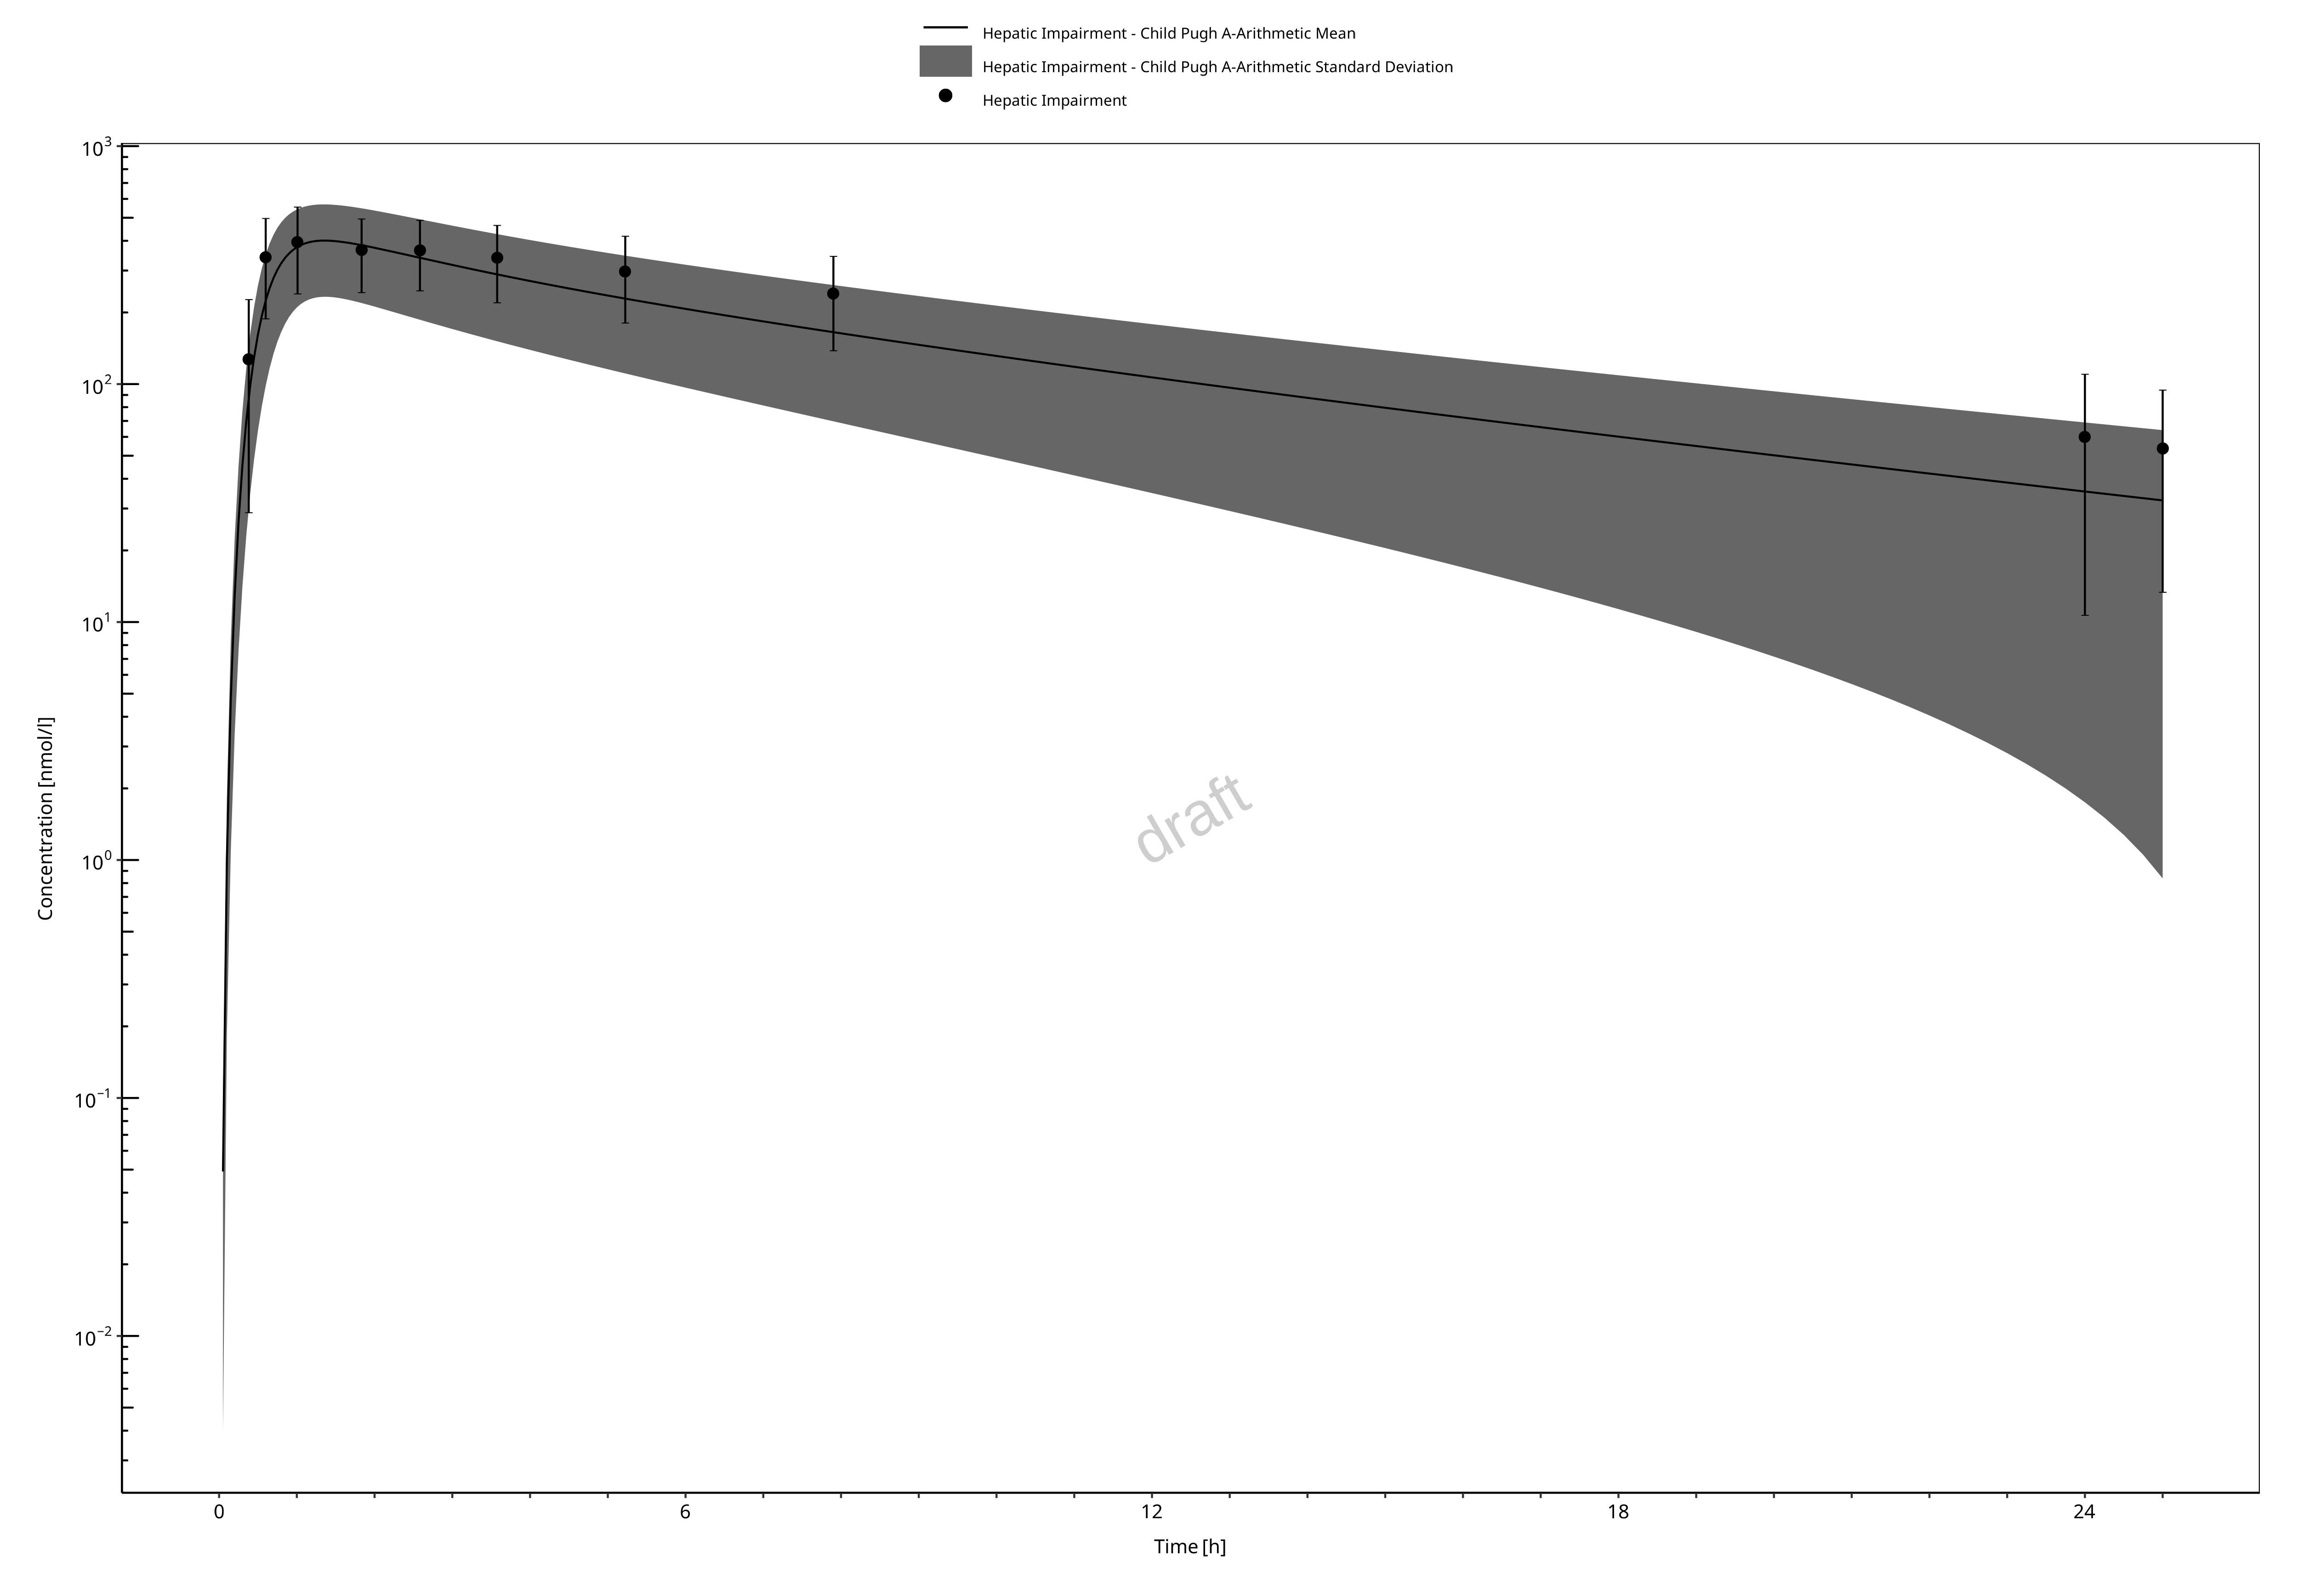 Hepatic Impairment - Child Pugh A-Arithmetic Mean
Hepatic Impairment - Child Pugh A-Arithmetic Standard Deviation
Hepatic Impairment
10³
10²
10¹
10⁰
10⁻¹
10⁻²
Concentration [nmol/l]
draft
0 6 12 18 24
Time [h]